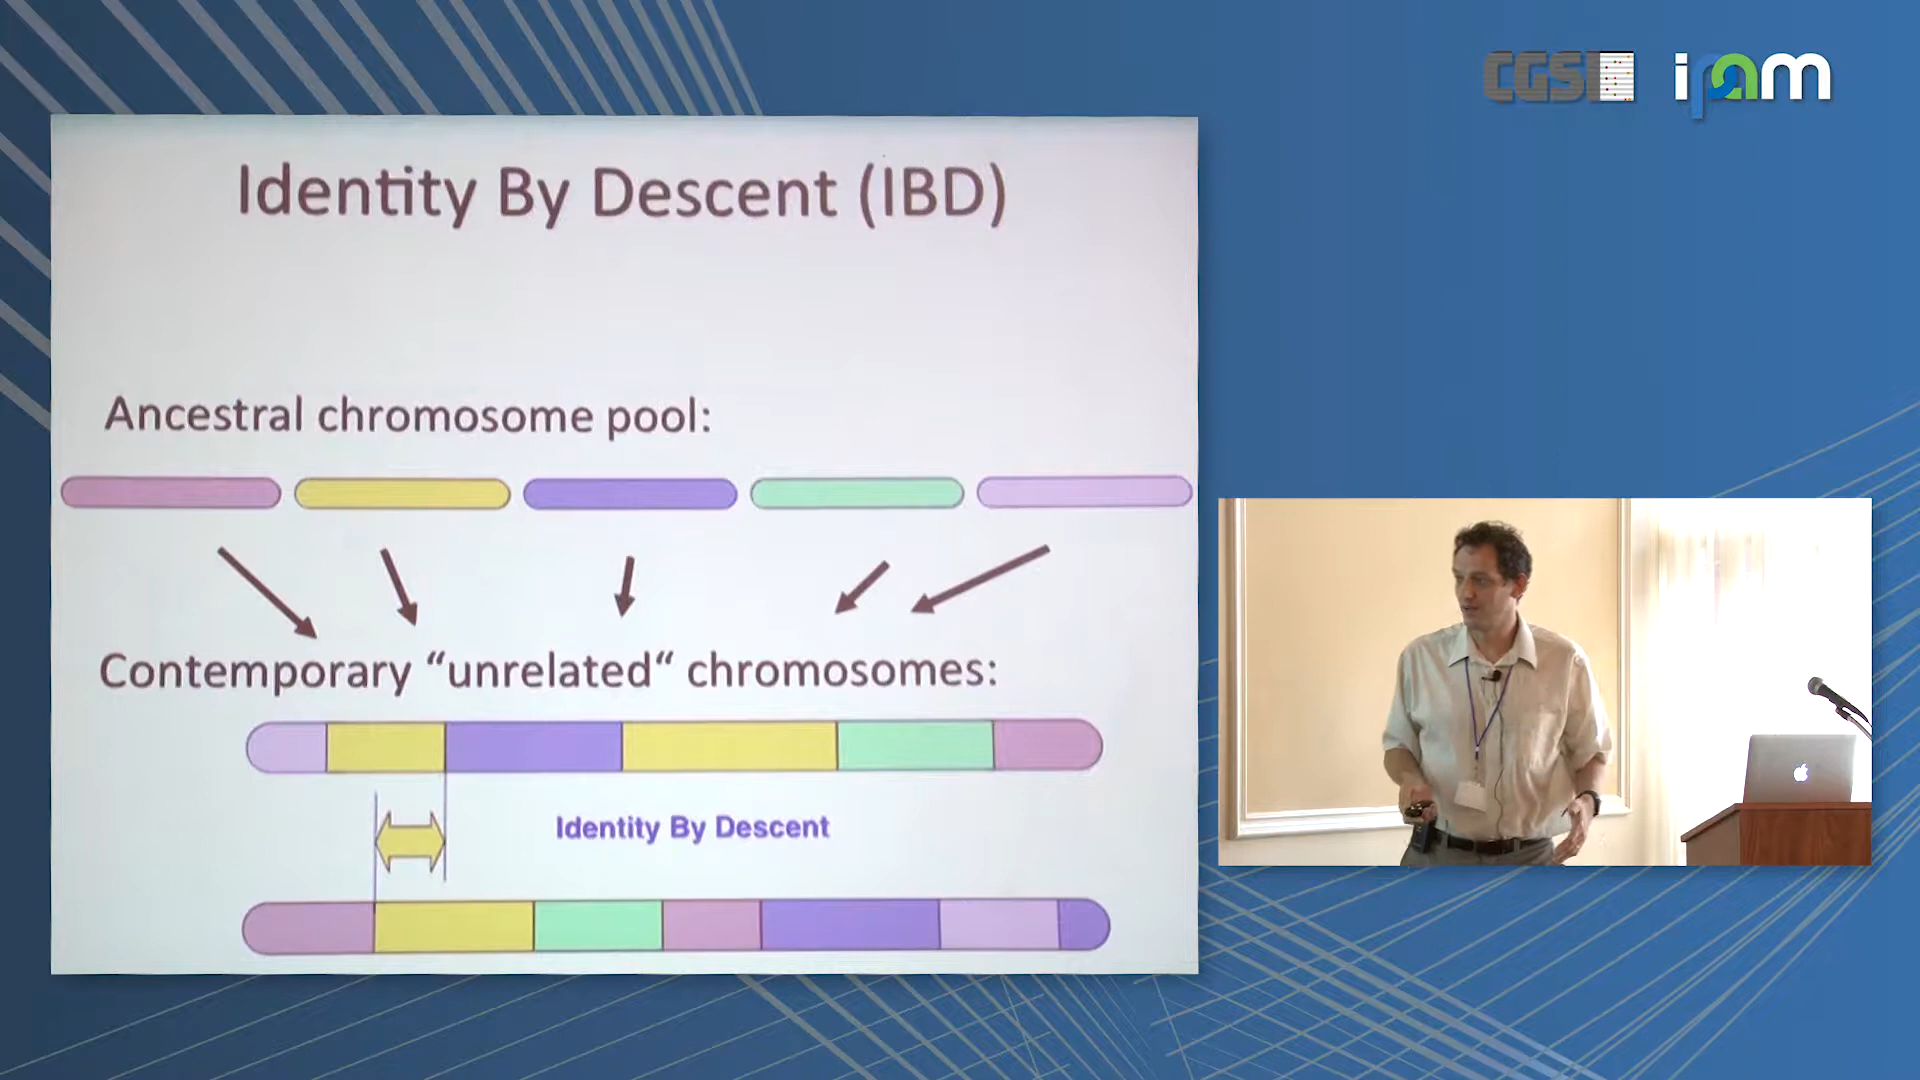 CGSI
ipam
Identity By Descent (IBD)
Ancestral chromosome pool:
Contemporary “unrelated“ chromosomes:
Identity By Descent